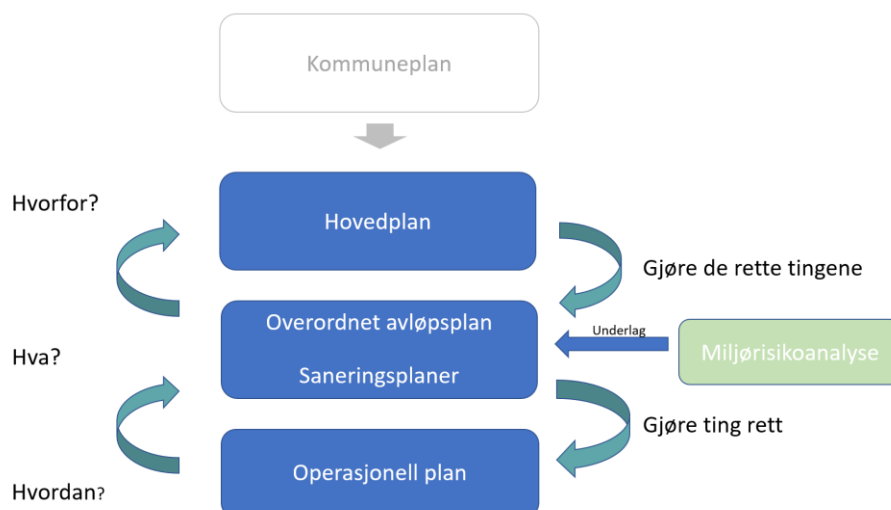 Kommuneplan
Hvorfor?
Hovedplan
Gjøre de rette tingene
Overordnet avløpsplan
Underlag
Miljørisikoanalyse
Hva?
Saneringsplaner
Gjøre ting rett
Operasjonell plan
Hvordan?